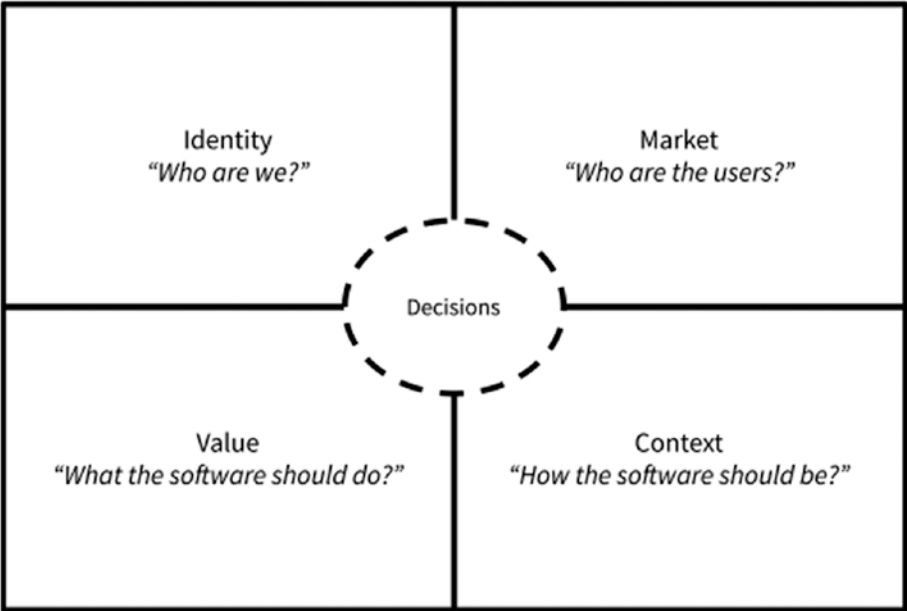 Identity
“Who are we?”
Market
“Who are the users?”
Decisions
Value
“What the software should do?”
Context
“How the software should be?”